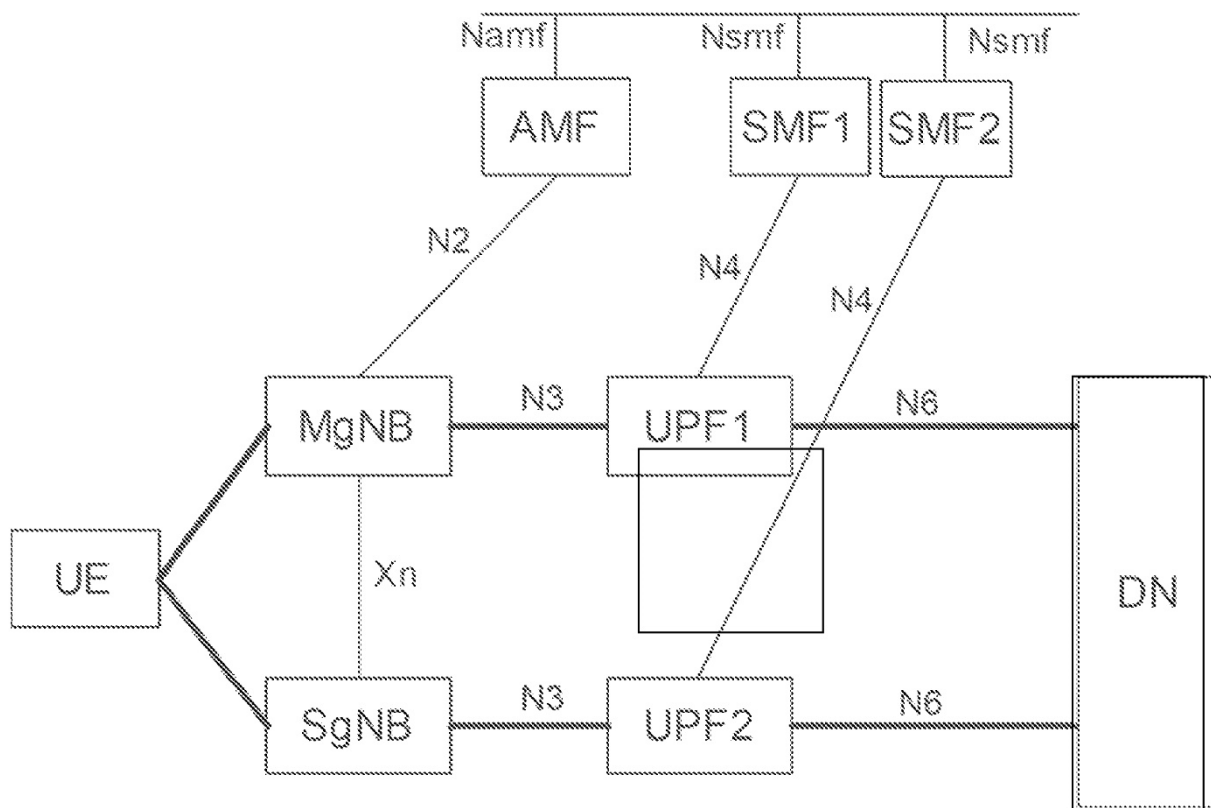 Namf
Nsmf
Nsmf
AMF
SMF1
SMF2
N2
N4
N4
MgNB
N3
UPF1
N6
UE
Xn
DN
SgNB
N3
UPF2
N6